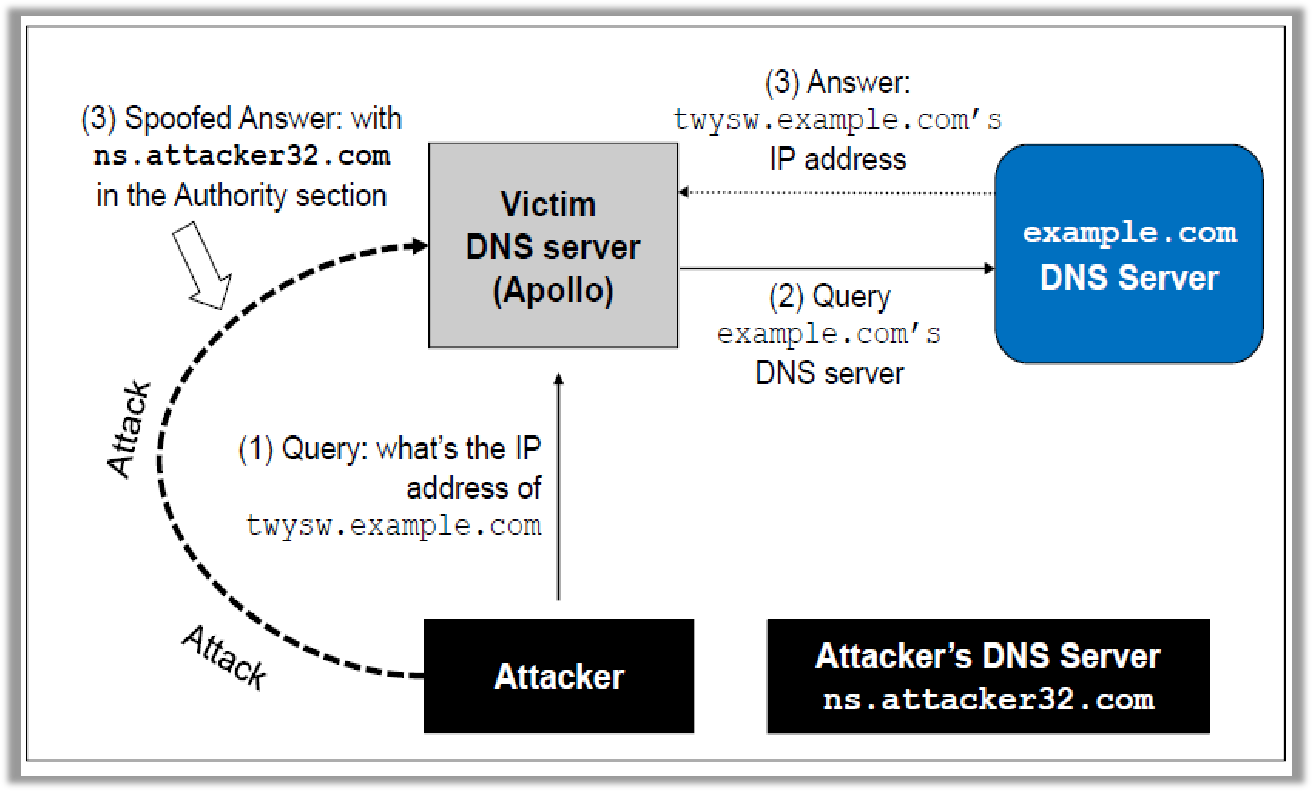 (3) Spoofed Answer: with
ns.attacker32.com
in the Authority section
(3) Answer:
twysw.example.com’s
IP address
Victim
DNS server
(Apollo)
example.com
DNS Server
(2) Query
example.com’s
DNS server
Attack
(1) Query: what’s the IP
address of
twysw.example.com
Attack
Attacker
Attacker’s DNS Server
ns.attacker32.com